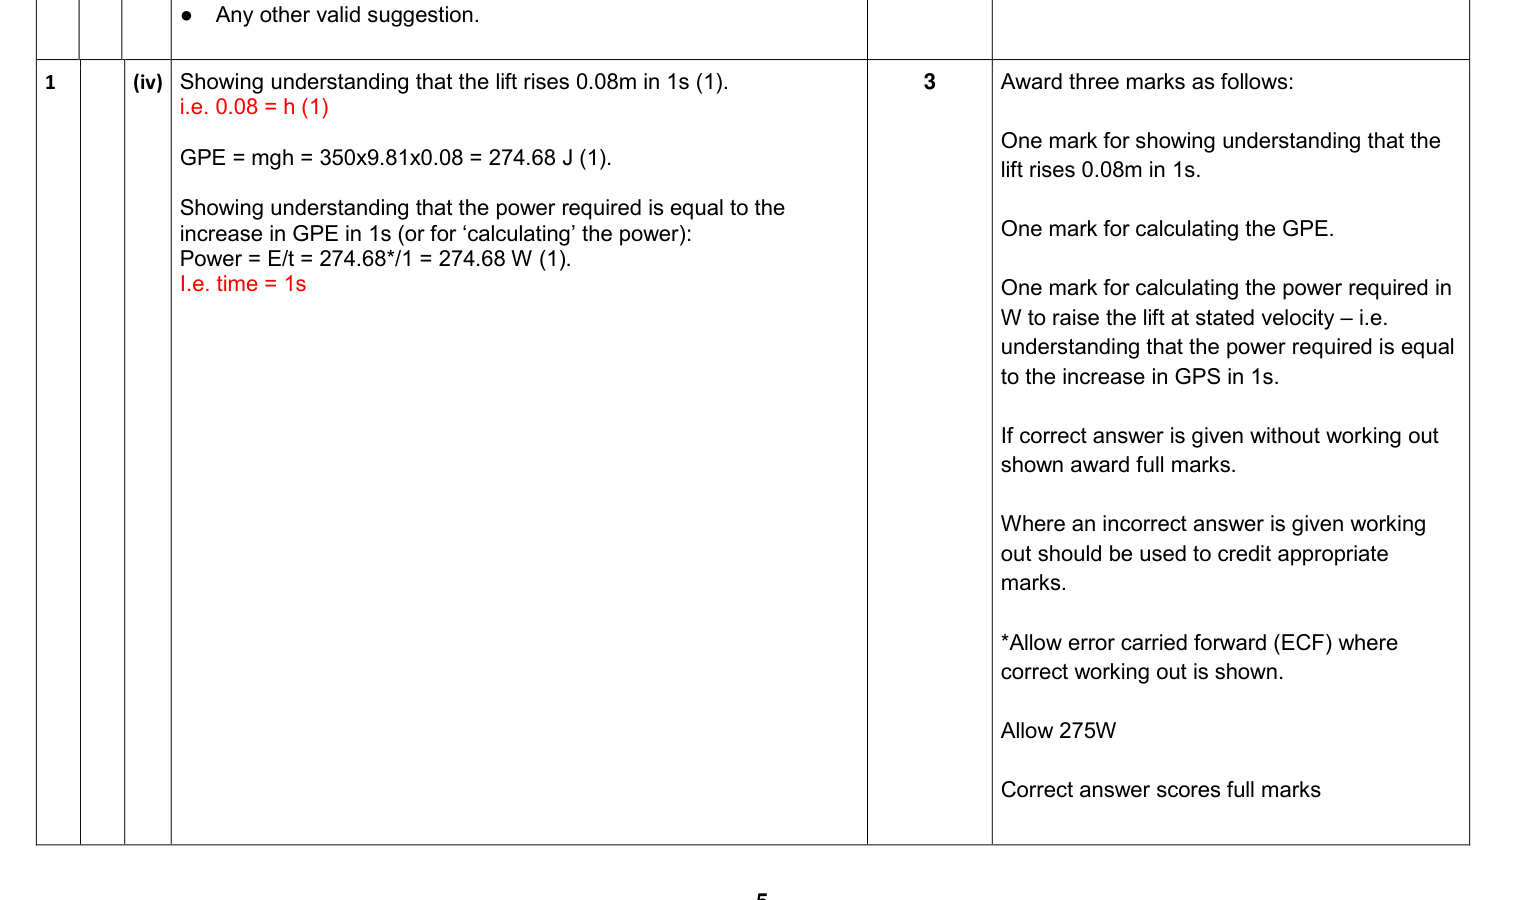 ● Any other valid suggestion.
1 (iv) Showing understanding that the lift rises 0.08m in 1s (1).
i.e. 0.08 = h (1)
GPE = mgh = 350x9.81x0.08 = 274.68 J (1).
Showing understanding that the power required is equal to the
increase in GPE in 1s (or for ‘calculating’ the power):
Power = E/t = 274.68*/1 = 274.68 W (1).
I.e. time = 1s
3
Award three marks as follows:
One mark for showing understanding that the
lift rises 0.08m in 1s.
One mark for calculating the GPE.
One mark for calculating the power required in
W to raise the lift at stated velocity – i.e.
understanding that the power required is equal
to the increase in GPS in 1s.
If correct answer is given without working out
shown award full marks.
Where an incorrect answer is given working
out should be used to credit appropriate
marks.
*Allow error carried forward (ECF) where
correct working out is shown.
Allow 275W
Correct answer scores full marks
5